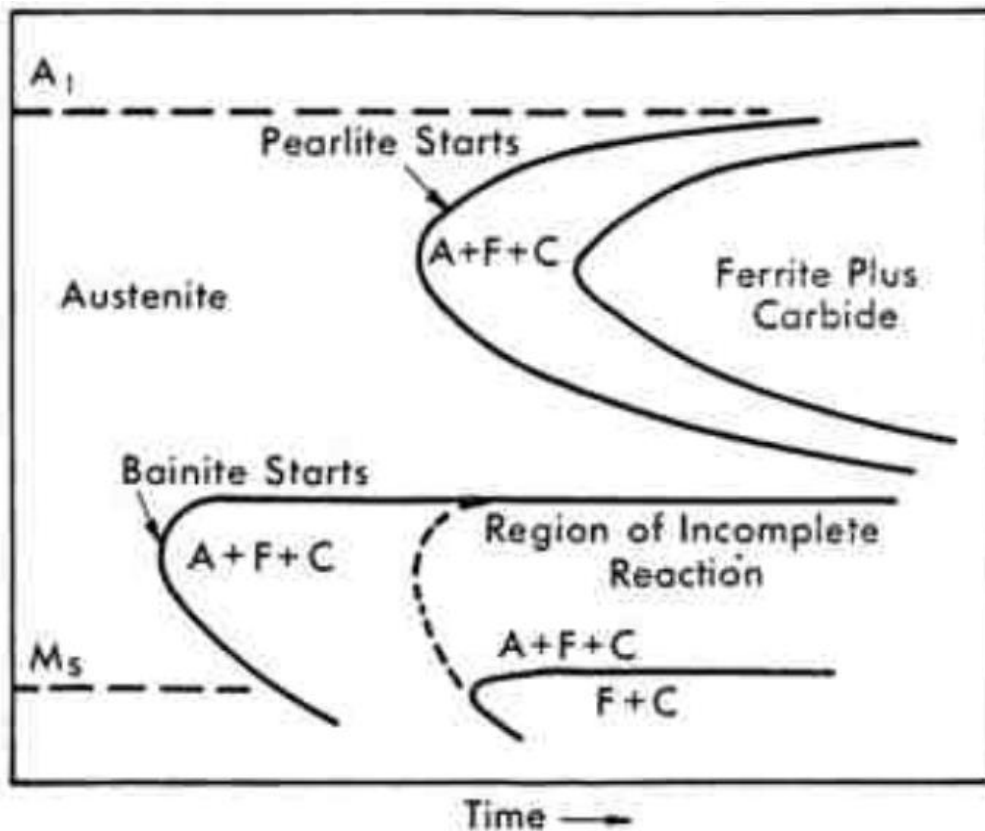 A1
Pearlite Starts
A+F+C
Austenite
Ferrite Plus
Carbide
Bainite Starts
A+F+C
Region of Incomplete
Reaction
Ms
A+F+C
F+C
Time